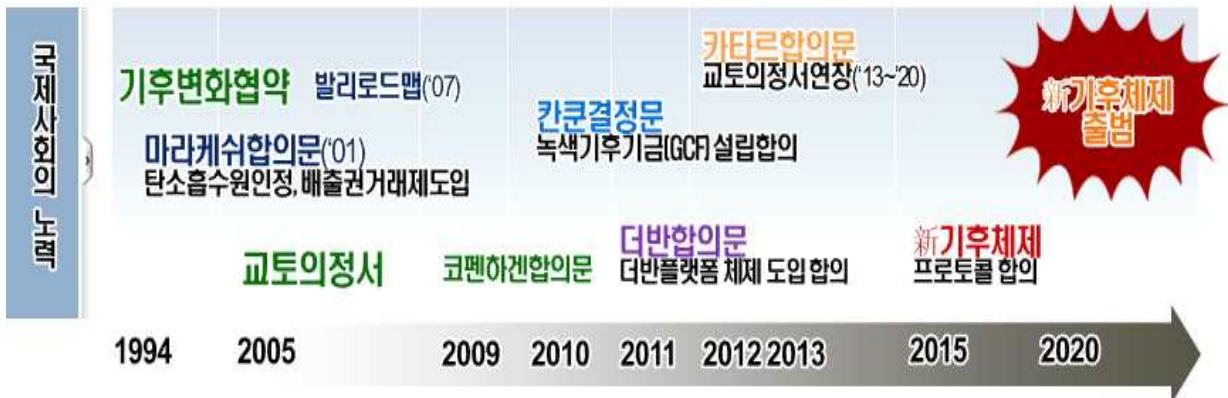 국제사회의 노력
기후변화협약 발리로드맵('07)
마라케쉬합의문('01)
탄소흡수원인정, 배출권거래제도입
칸쿤결정문
녹색기후기금(GCF) 설립합의
카타르합의문
교토의정서연장('13~'20)
新기후체제
출범
교토의정서
코펜하겐합의문
더반합의문
더반플랫폼 체제 도입 합의
新기후체제
프로토콜 합의
1994 2005 2009 2010 2011 2012 2013 2015 2020